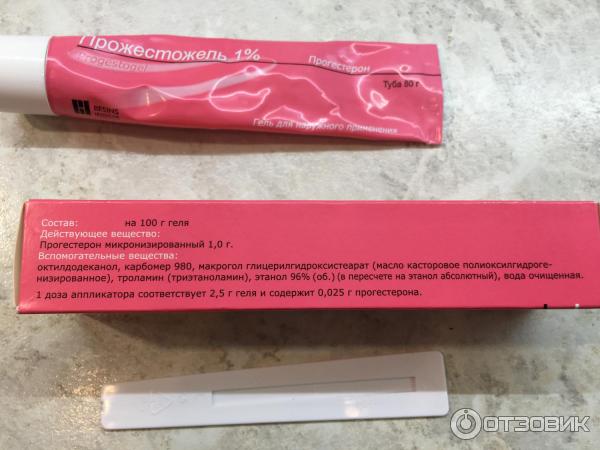 Прожестожель 1%
Progestogel
Прогестерон
Туба 80 г
BESINS
Гель для наружного применения
Состав: на 100 г геля
Действующее вещество:
Прогестерон микронизированный 1,0 г.
Вспомогательные вещества:
октилдодеканол, карбомер 980, макрогол глицерилгидроксистеарат (масло касторовое полиоксилгидроге-
низированное), троламин (триэтаноламин), этанол 96% (об.) (в пересчете на этанол абсолютный), вода очищенная.
1 доза аппликатора соответствует 2,5 г геля и содержит 0,025 г прогестерона.
ОТЗОВИК